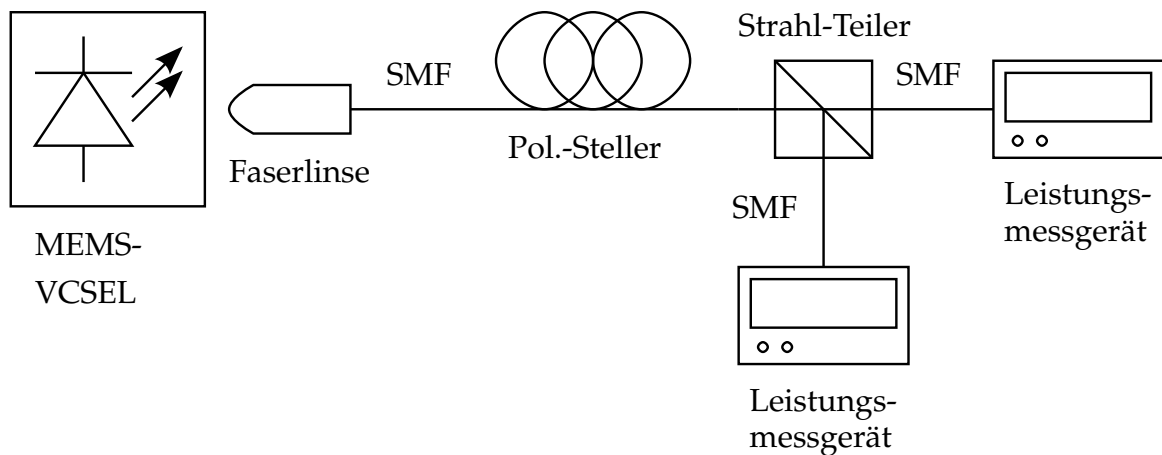 Strahl-Teiler
SMF
SMF
Pol.-Steller
Faserlinse
SMF
Leistungs-
messgerät
MEMS-
VCSEL
Leistungs-
messgerät